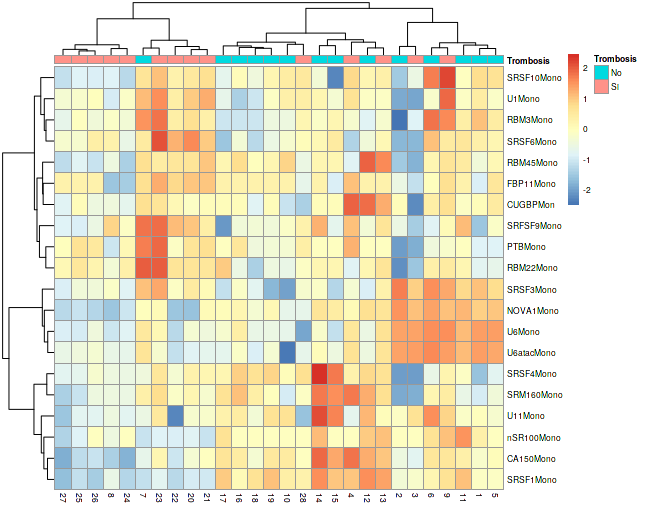 Trombosis
SRSF10Mono
U1Mono
RBM3Mono
SRSF6Mono
RBM45Mono
FBP11Mono
CUGBPMon
SRFSF9Mono
PTBMono
RBM22Mono
SRSF3Mono
NOVA1Mono
U6Mono
U6atacMono
SRSF4Mono
SRM160Mono
U11Mono
nSR100Mono
CA150Mono
SRSF1Mono
27 25 26 8 24 7 23 22 20 21 17 16 18 19 10 28 14 15 4 12 13 2 3 6 9 11 1 5
2
1
0
-1
-2
Trombosis
No
SI